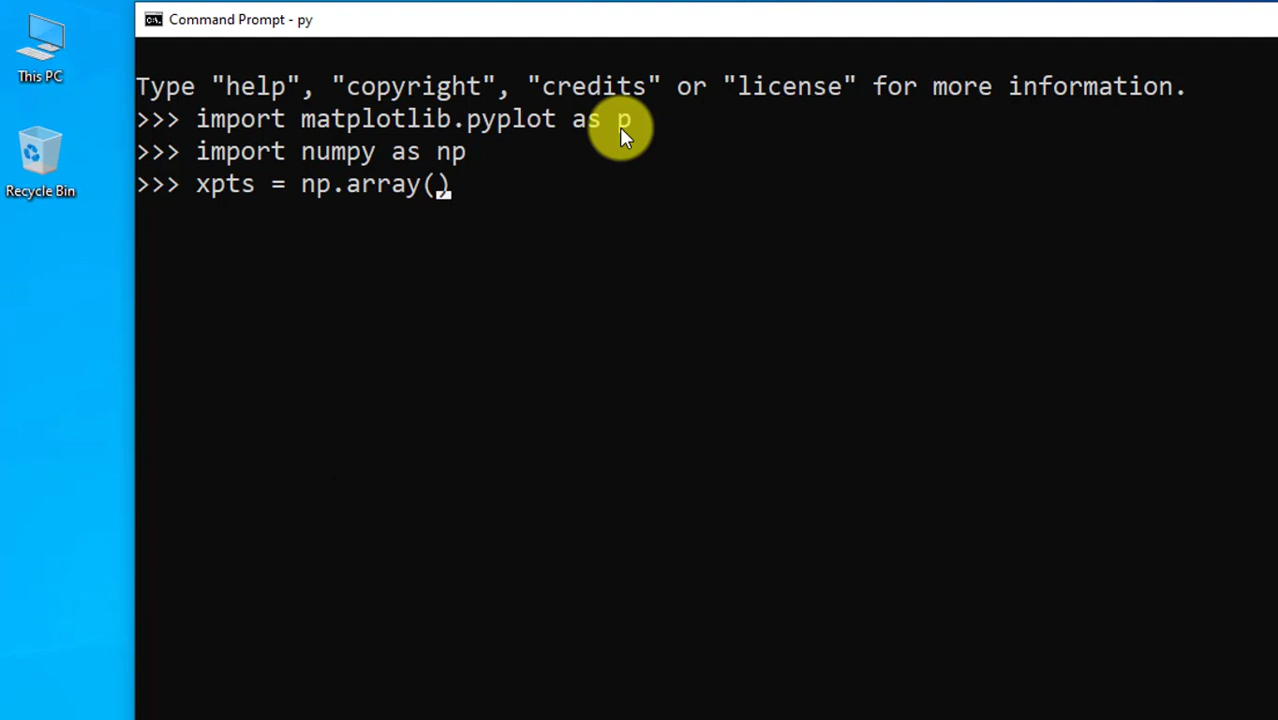 Command Prompt - py
This PC
Recycle Bin
Type "help", "copyright", "credits" or "license" for more information.
>>> import matplotlib.pyplot as p
>>> import numpy as np
>>> xpts = np.array()